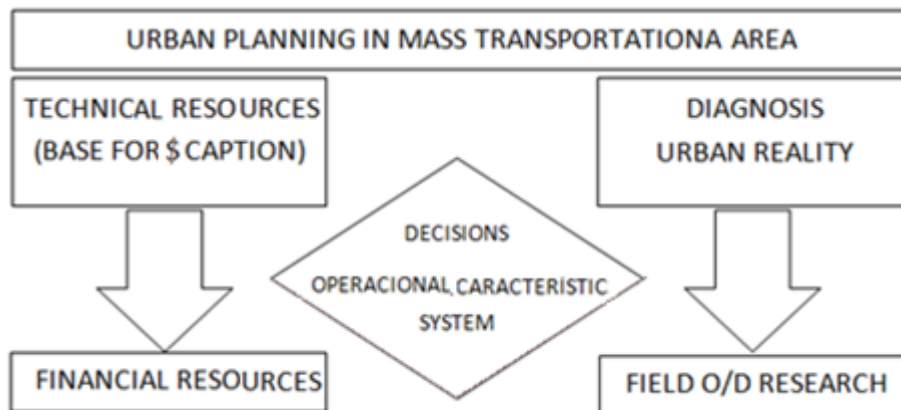 URBAN PLANNING IN MASS TRANSPORTATIONA AREA
TECHNICAL RESOURCES
(BASE FOR $ CAPTION)
DIAGNOSIS
URBAN REALITY
DECISIONS
OPERACIONAL, CARACTERÍSTIC
SYSTEM
FINANCIAL RESOURCES
FIELD O/D RESEARCH